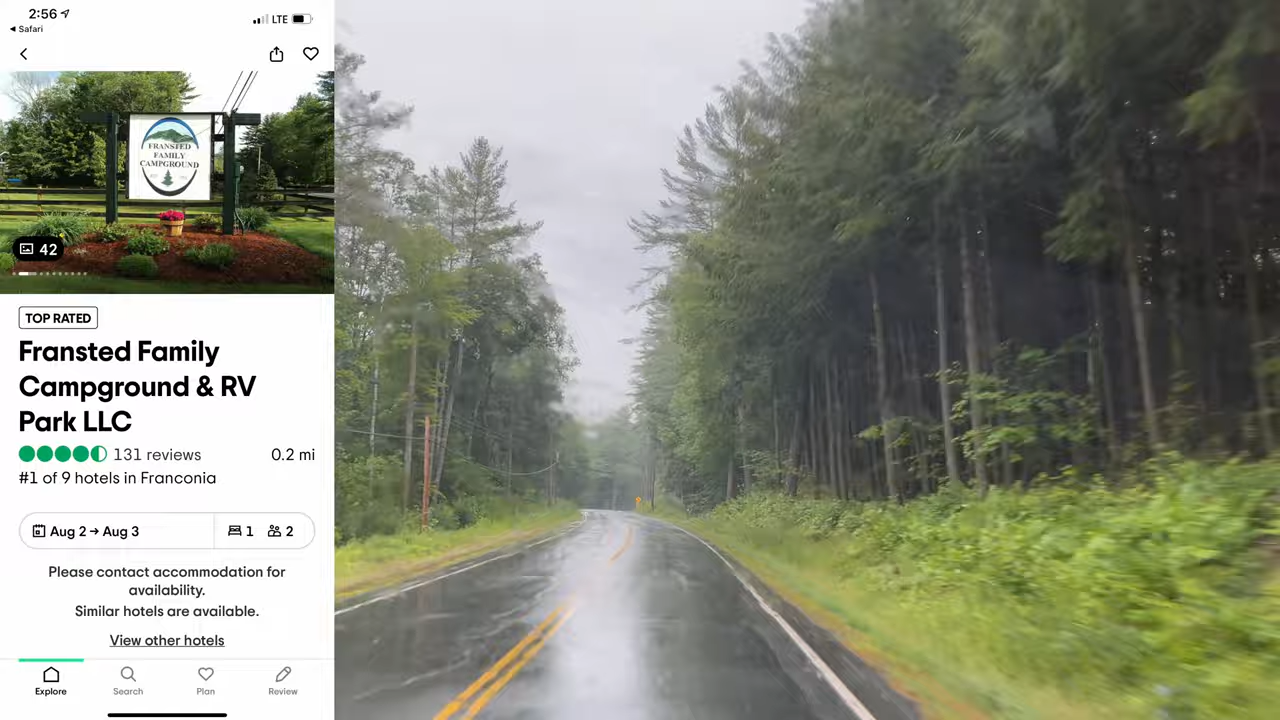 2:56
LTE
Safari
FRANSTED
FAMILY
CAMPGROUND
42
TOP RATED
Fransted Family
Campground & RV
Park LLC
131 reviews 0.2 mi
#1 of 9 hotels in Franconia
Aug 2 → Aug 3 1 2
Please contact accommodation for
availability.
Similar hotels are available.
View other hotels
Explore Search Plan Review